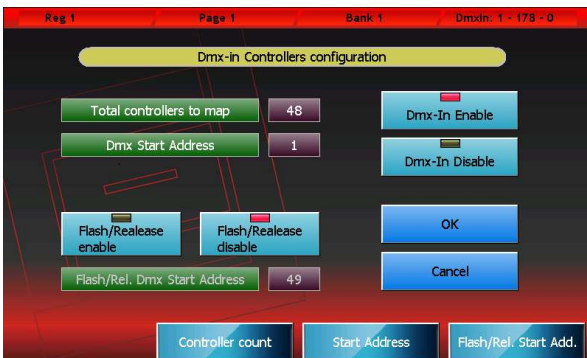 Reg 1 Page 1 Bank 1 DmxIn: 1 - 178 - 0
Dmx-in Controllers configuration
Total controllers to map 48
Dmx-In Enable
Dmx Start Address 1
Dmx-In Disable
Flash/Realease
enable
Flash/Realease
disable
OK
Flash/Rel. Dmx Start Address 49
Cancel
Controller count Start Address Flash/Rel. Start Add.